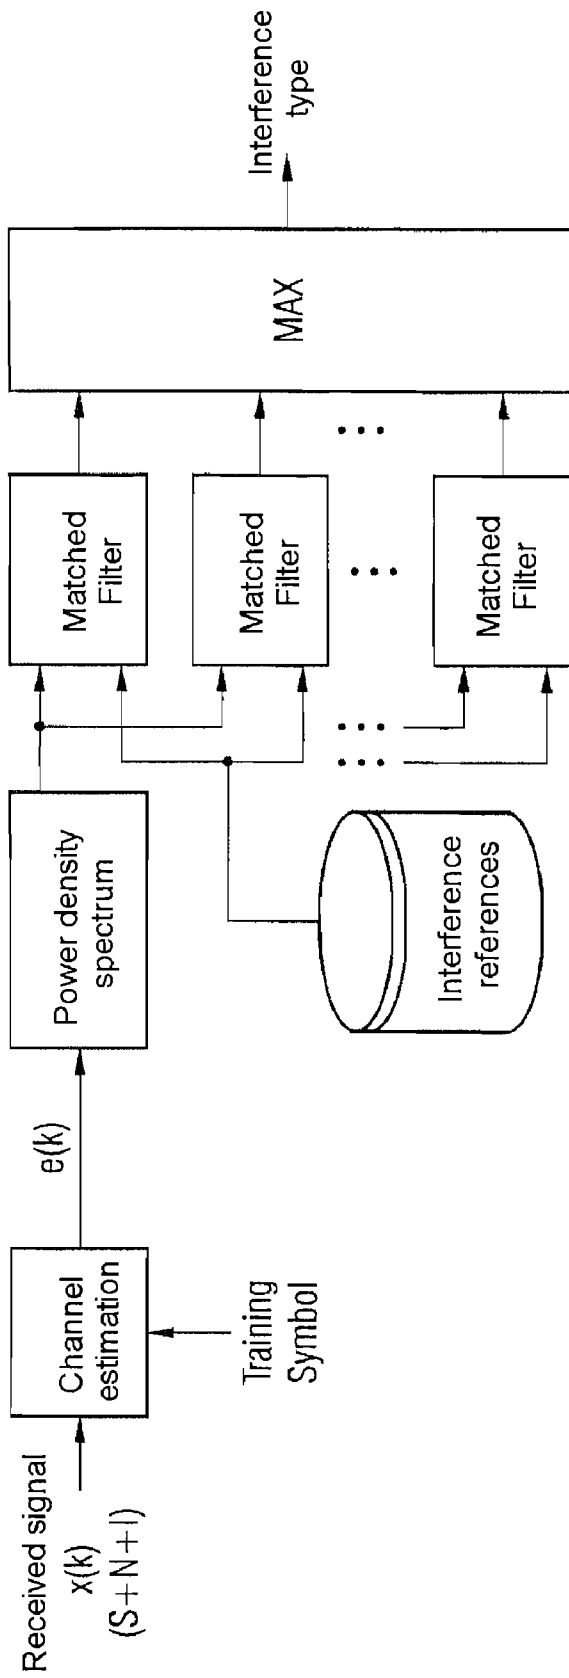 Received signal
x(k)
(S+N+I)
Channel
estimation
Training
Symbol
e(k)
Power density
spectrum
Interference
references
Matched
Filter
Matched
Filter
Matched
Filter
MAX
Interference
type